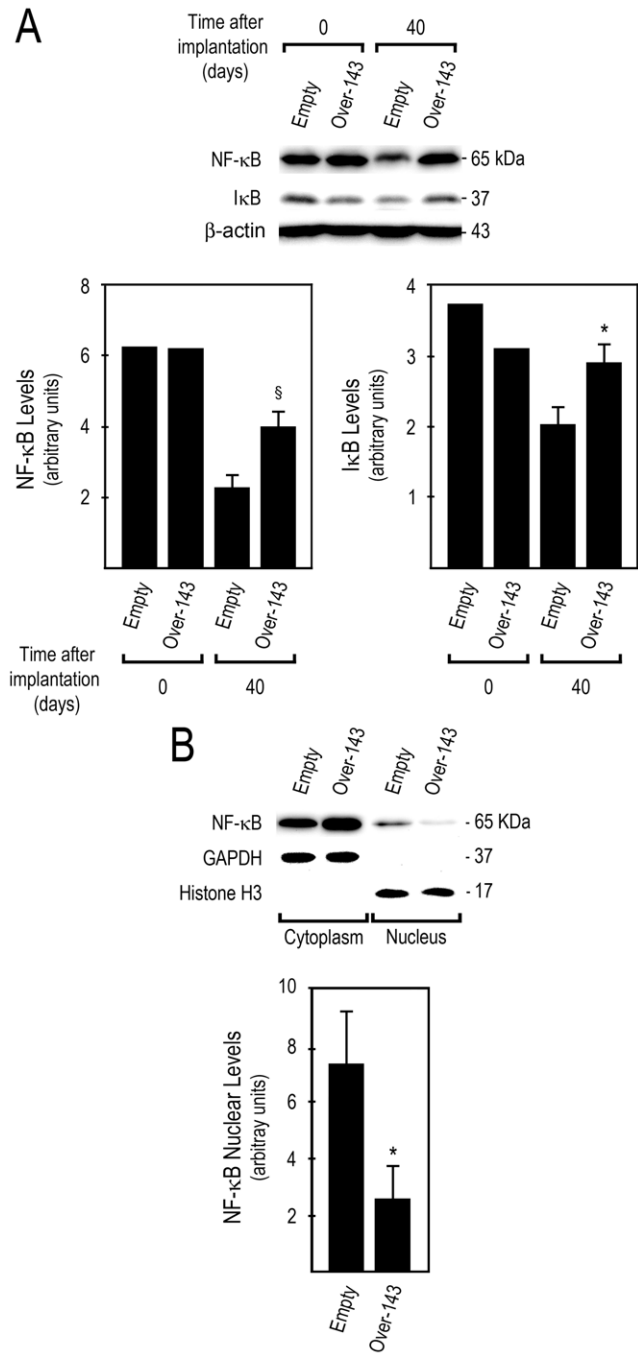 A
Time after
implantation
(days)
0 40
Empty Over-143 Empty Over-143
NF-κB - 65 kDa
IκB - 37
β-actin - 43
NF-κB Levels
(arbitrary units)
8
6
4
2
§
Empty Over-143 Empty Over-143
Time after
implantation
(days)
0 40
IκB Levels
(arbitrary units)
4
3
2
1
*
Empty Over-143 Empty Over-143
0 40
B
Empty Over-143 Empty Over-143
NF-κB - 65 KDa
GAPDH - 37
Histone H3 - 17
Cytoplasm Nucleus
NF-κB Nuclear Levels
(arbitray units)
10
8
6
4
2
*
Empty Over-143